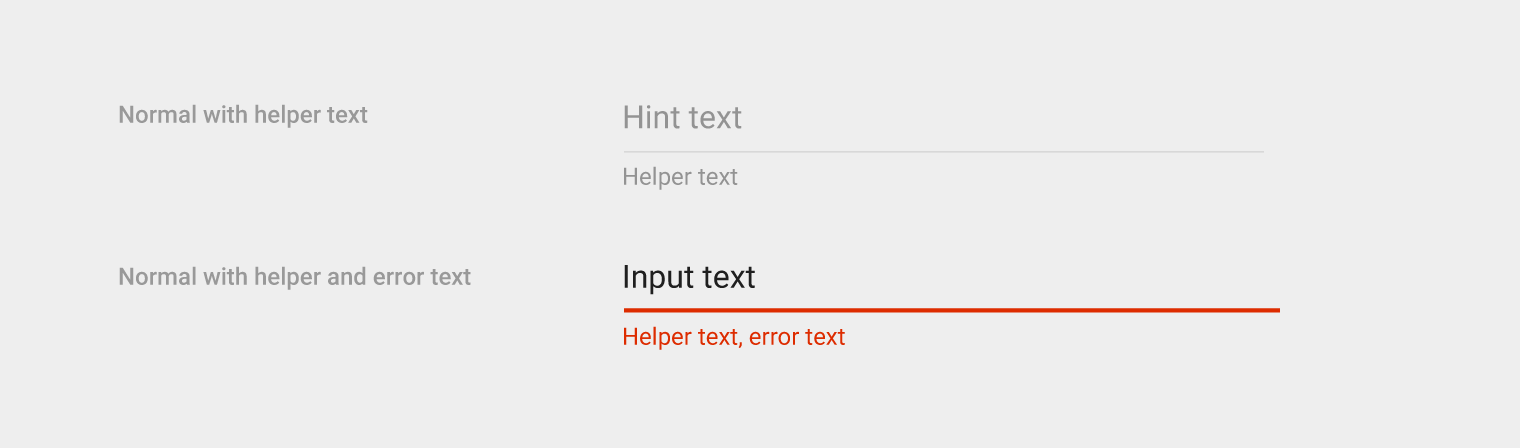 Normal with helper text
Hint text
Helper text
Normal with helper and error text
Input text
Helper text, error text